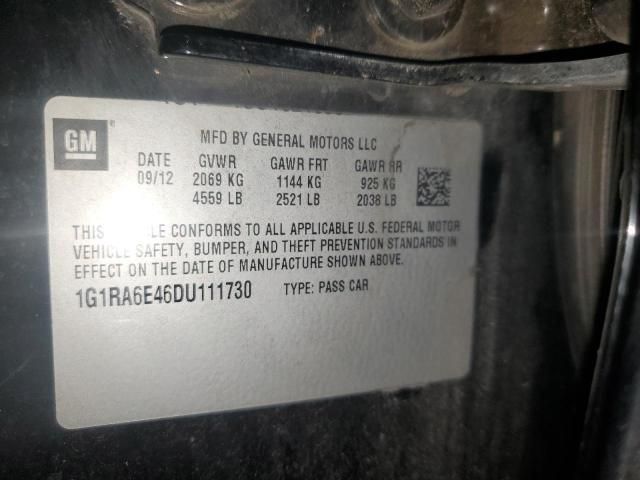 GM
MFD BY GENERAL MOTORS LLC
DATE GVWR GAWR FRT GAWR RR
09/12 2069 KG 1144 KG 925 KG
4559 LB 2521 LB 2038 LB
THIS LE CONFORMS TO ALL APPLICABLE U.S. FEDERAL MOTOR
VEHICLE SAFETY, BUMPER, AND THEFT PREVENTION STANDARDS IN
EFFECT ON THE DATE OF MANUFACTURE SHOWN ABOVE.
1G1RA6E46DU111730 TYPE: PASS CAR